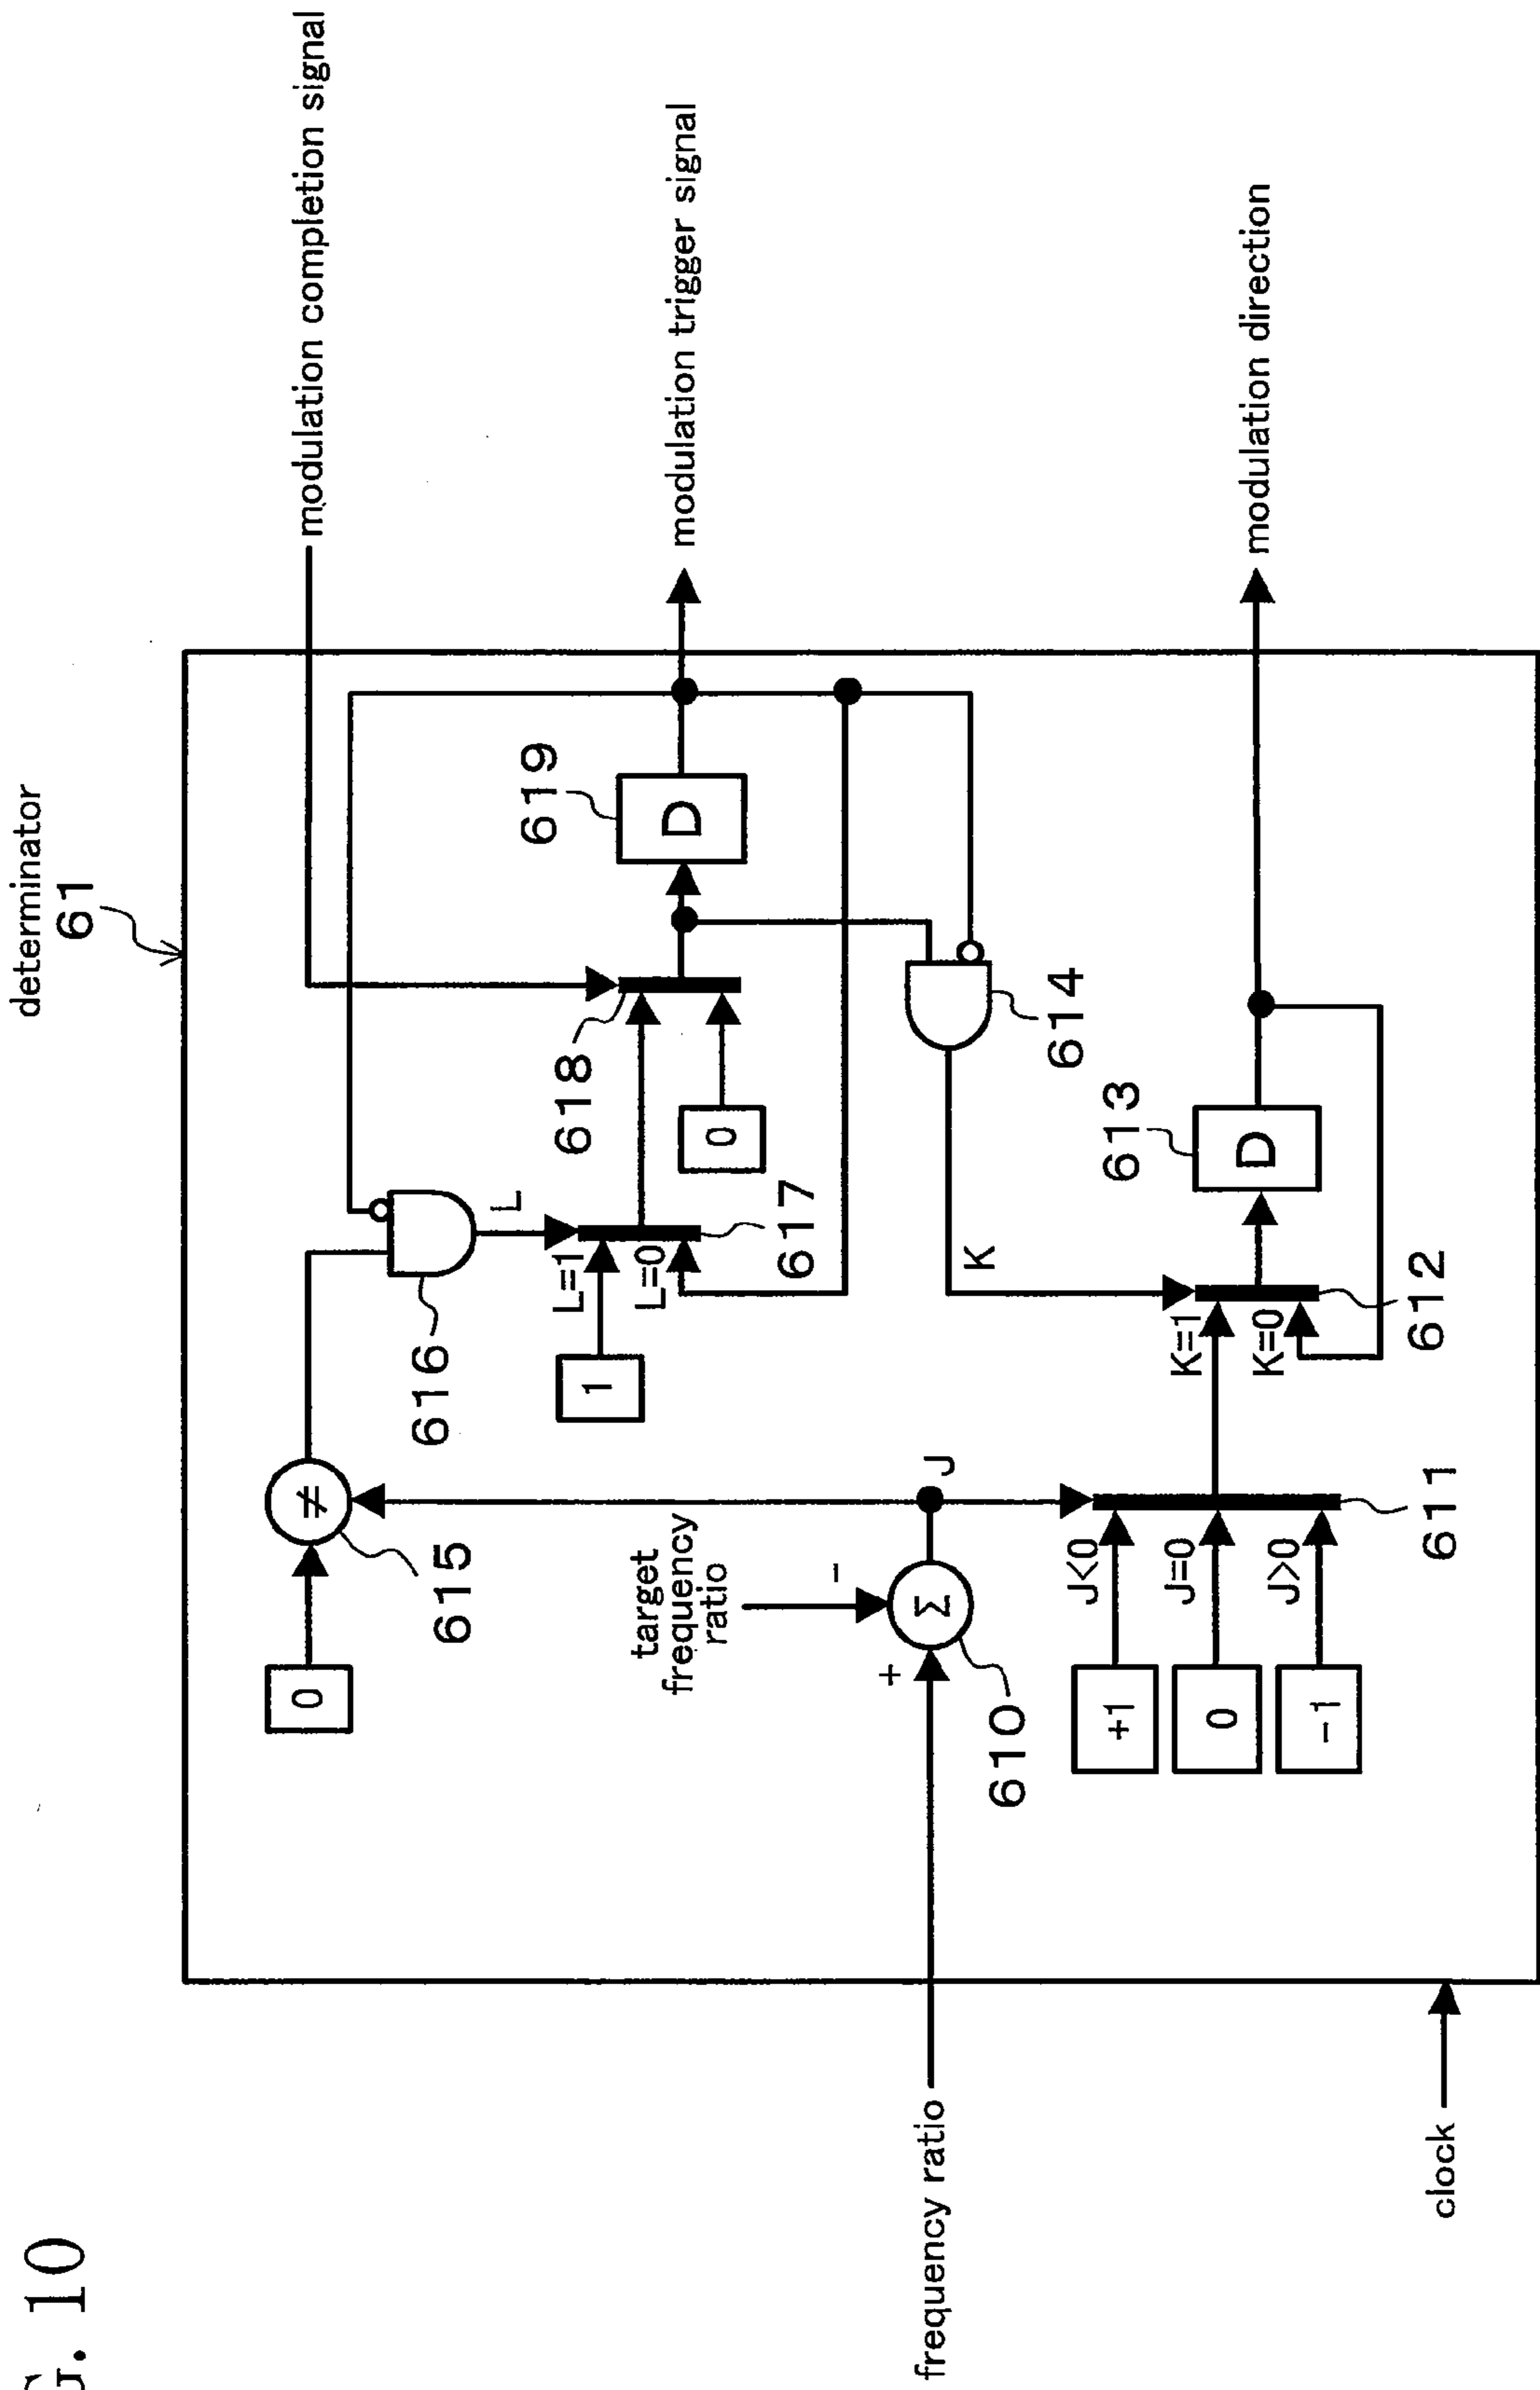 G. 10
determinator
61
modulation completion signal
modulation trigger signal
modulation direction
0
≠
615
616
L
1
L=1
L=0
617
618
0
D
619
614
target
frequency
ratio
−
+
Σ
610
J
K
+1
0
−1
J<0
J=0
J>0
611
K=1
K=0
612
D
613
frequency ratio
clock